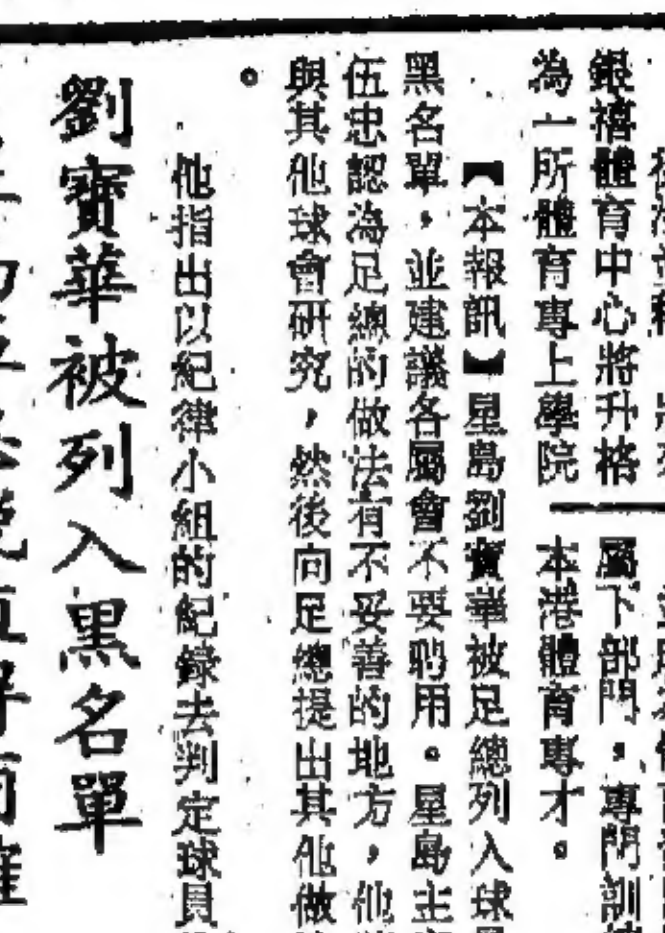 銀禧體育中心將升格
為一所體育專上學院
屬下部門，專門訓
本港體育專才。
【本報訊】星島劉寶華被足總列入球
黑名單，並建議各屬會不要聘用。星島主
伍忠認為足總的做法有不妥善的地方，他
與其他球會研究，然後向足總提出其他做
。
他指出以紀律小組的紀錄去判定球員
劉寶華被列入黑名單